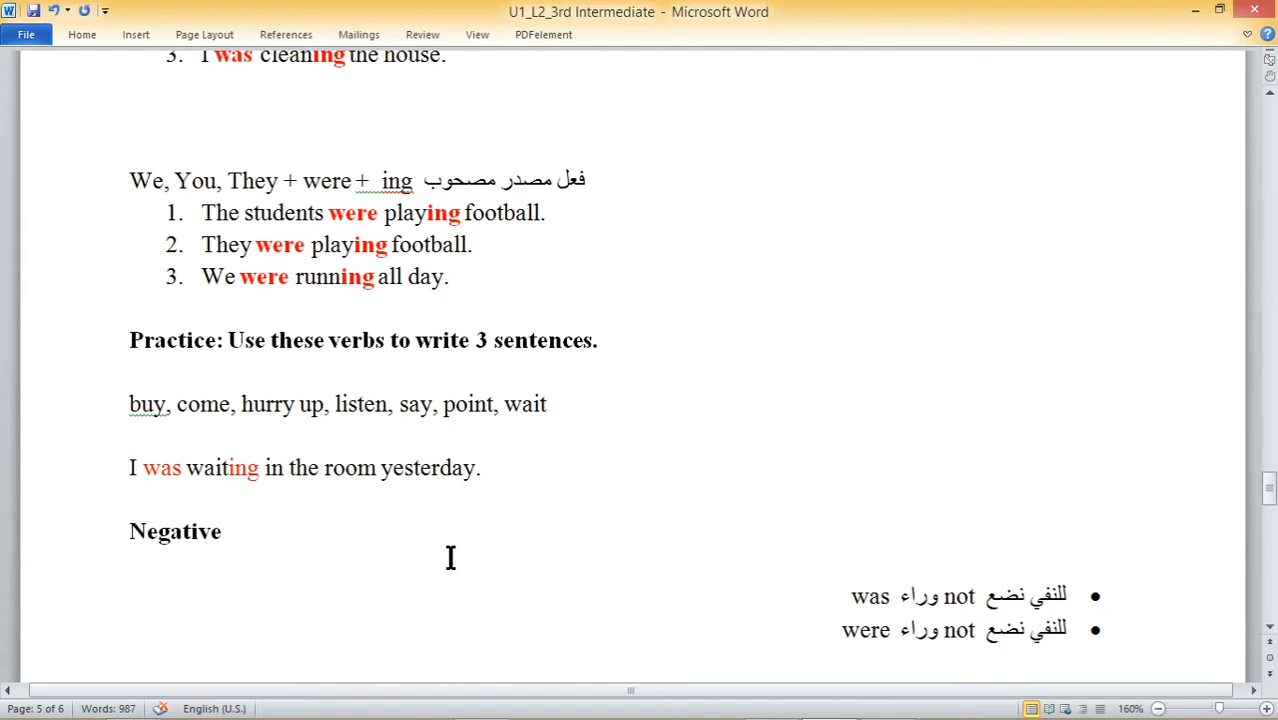 U1_L2_3rd Intermediate - Microsoft Word
File Home Insert Page Layout References Mailings Review View PDFelement
3. I was cleaning the house.
We, You, They + were + ing فعل مصدر مصحوب
1. The students were playing football.
2. They were playing football.
3. We were running all day.
Practice: Use these verbs to write 3 sentences.
buy, come, hurry up, listen, say, point, wait
I was waiting in the room yesterday.
Negative
• للنفي نضع not وراء was
• للنفي نضع not وراء were
Page: 5 of 6 Words: 987 English (U.S.) 160%